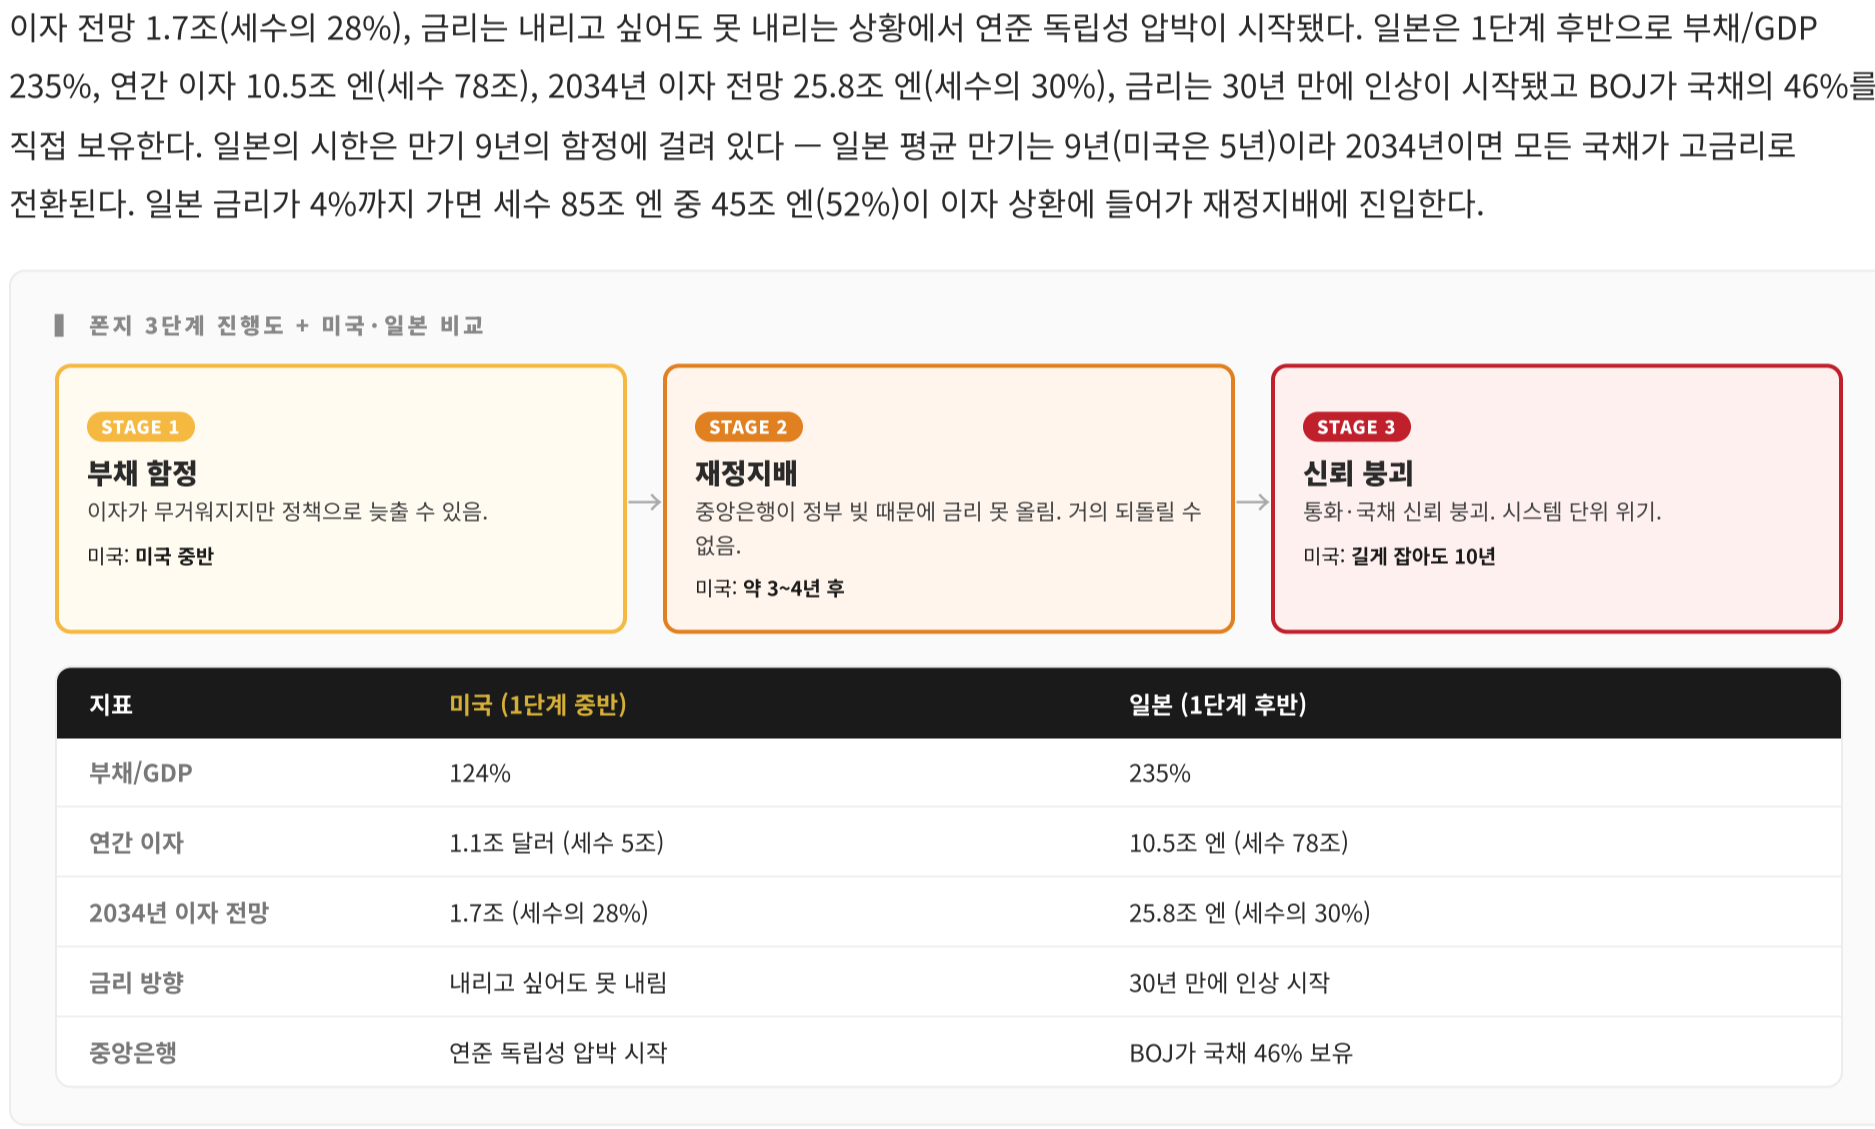 이자 전망 1.7조(세수의 28%), 금리는 내리고 싶어도 못 내리는 상황에서 연준 독립성 압박이 시작됐다. 일본은 1단계 후반으로 부채/GDP
235%, 연간 이자 10.5조 엔(세수 78조), 2034년 이자 전망 25.8조 엔(세수의 30%), 금리는 30년 만에 인상이 시작됐고 BOJ가 국채의 46%를
직접 보유한다. 일본의 시한은 만기 9년의 함정에 걸려 있다 — 일본 평균 만기는 9년(미국은 5년)이라 2034년이면 모든 국채가 고금리로
전환된다. 일본 금리가 4%까지 가면 세수 85조 엔 중 45조 엔(52%)이 이자 상환에 들어가 재정지배에 진입한다.
폰지 3단계 진행도 + 미국·일본 비교
STAGE 1
부채 함정
이자가 무거워지지만 정책으로 늦출 수 있음.
미국: 미국 중반
→
STAGE 2
재정지배
중앙은행이 정부 빚 때문에 금리 못 올림. 거의 되돌릴 수
없음.
미국: 약 3~4년 후
→
STAGE 3
신뢰 붕괴
통화·국채 신뢰 붕괴. 시스템 단위 위기.
미국: 길게 잡아도 10년
지표 미국 (1단계 중반) 일본 (1단계 후반)
부채/GDP 124% 235%
연간 이자 1.1조 달러 (세수 5조) 10.5조 엔 (세수 78조)
2034년 이자 전망 1.7조 (세수의 28%) 25.8조 엔 (세수의 30%)
금리 방향 내리고 싶어도 못 내림 30년 만에 인상 시작
중앙은행 연준 독립성 압박 시작 BOJ가 국채 46% 보유